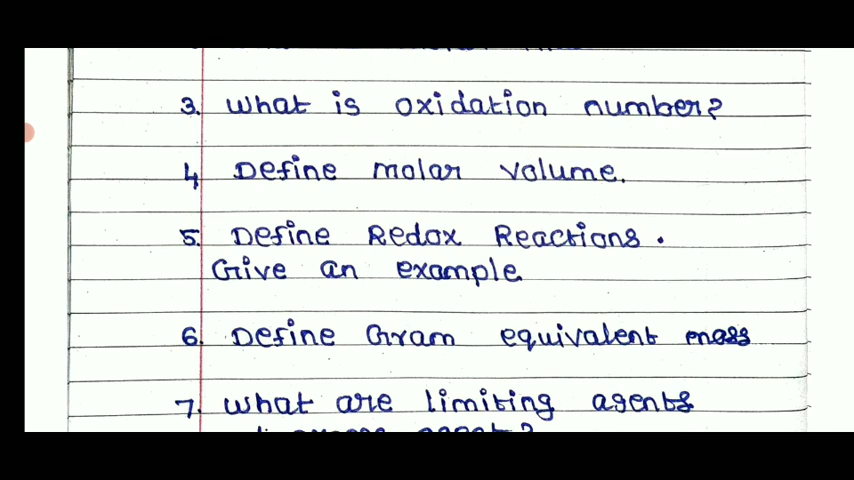 3. What is oxidation number?
4, Define molar volume.
5. Define Redox Reactions.
Give an example
6. Define Gram equivalent mass
7. What are limiting agents